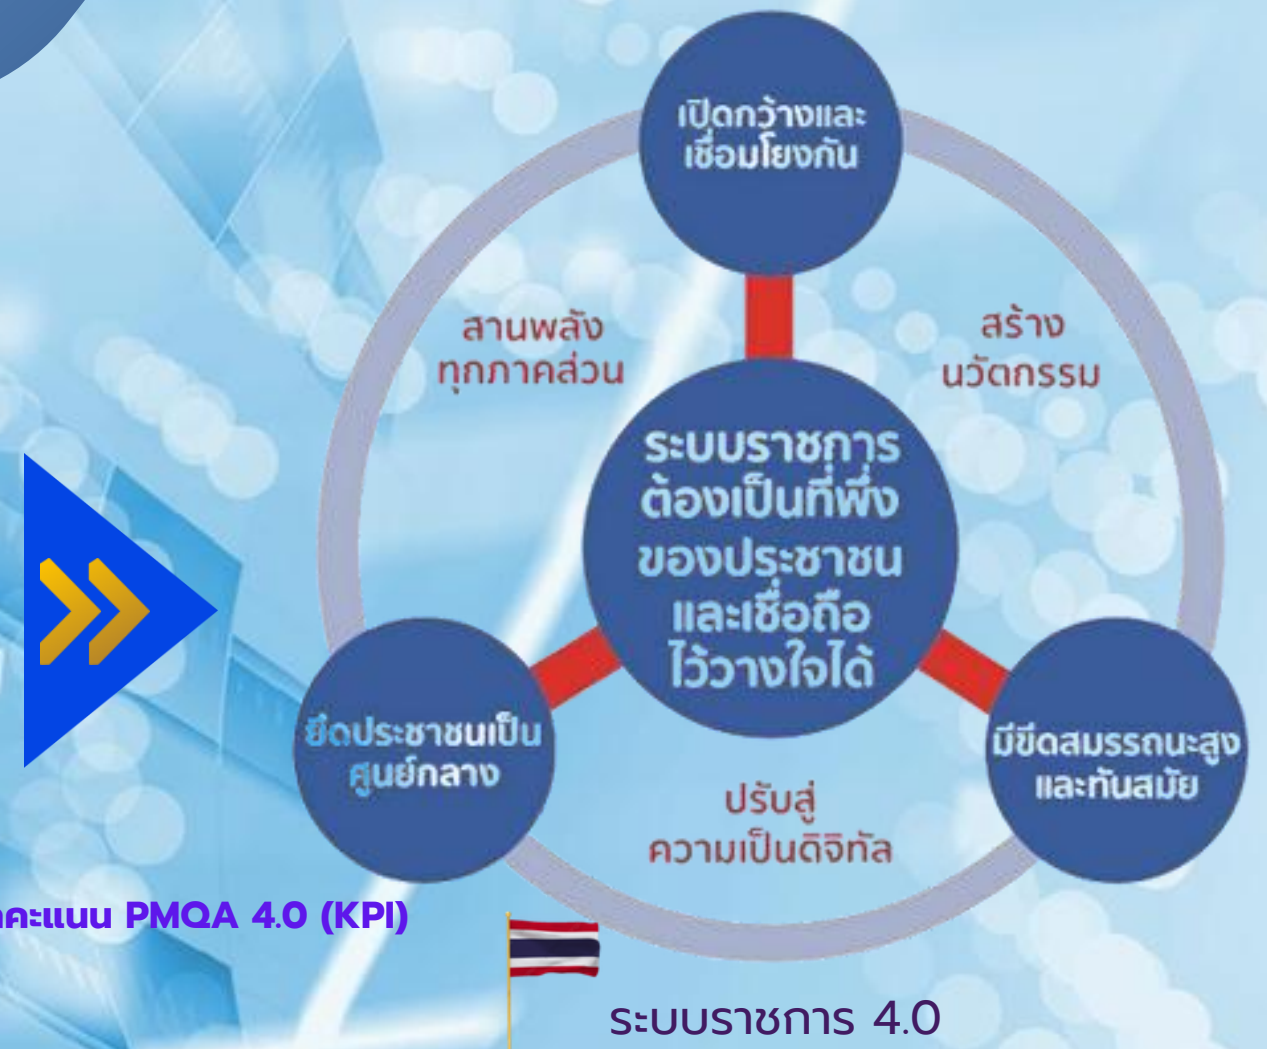 เปิดกว้างและ
เชื่อมโยงกัน
สานพลัง
ทุกภาคส่วน
สร้าง
นวัตกรรม
ระบบราชการ
ต้องเป็นที่พึ่ง
ของประชาชน
และเชื่อถือ
ไว้วางใจได้
ยึดประชาชนเป็น
ศูนย์กลาง
มีขีดสมรรถนะสูง
และทันสมัย
ปรับสู่
ความเป็นดิจิทัล
คะแนน PMQA 4.0 (KPI)
ระบบราชการ 4.0